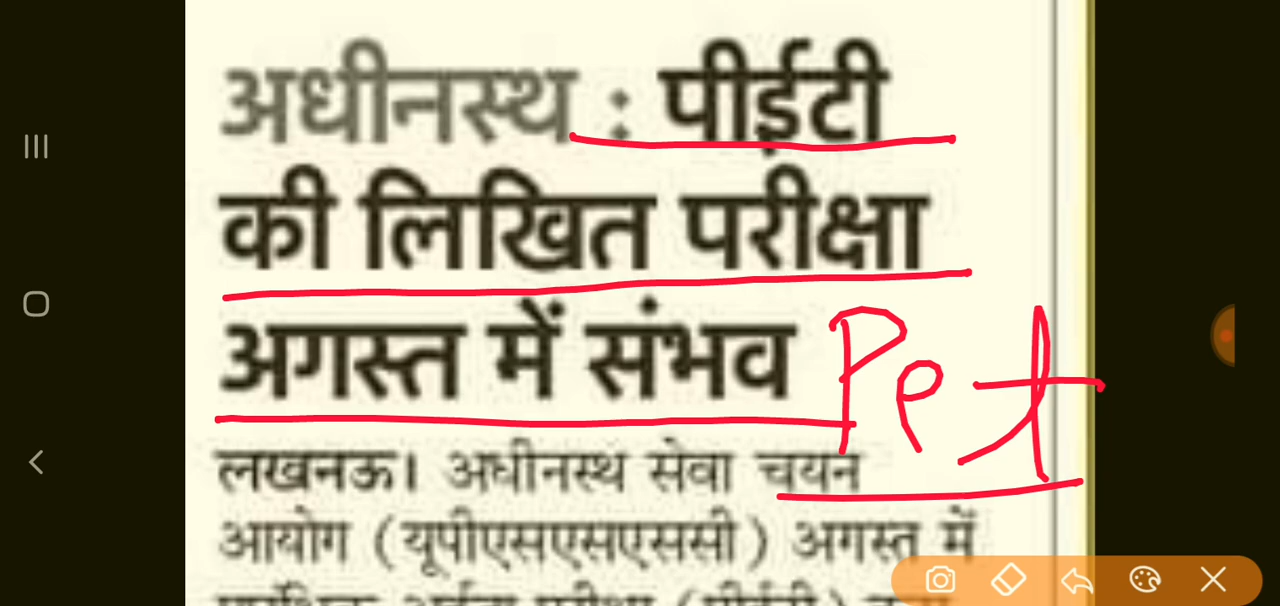 अधीनस्थ : पीईटी
की लिखित परीक्षा
अगस्त में संभव
Pet
लखनऊ। अधीनस्थ सेवा चयन
आयोग (यूपीएसएसएससी) अगस्त में